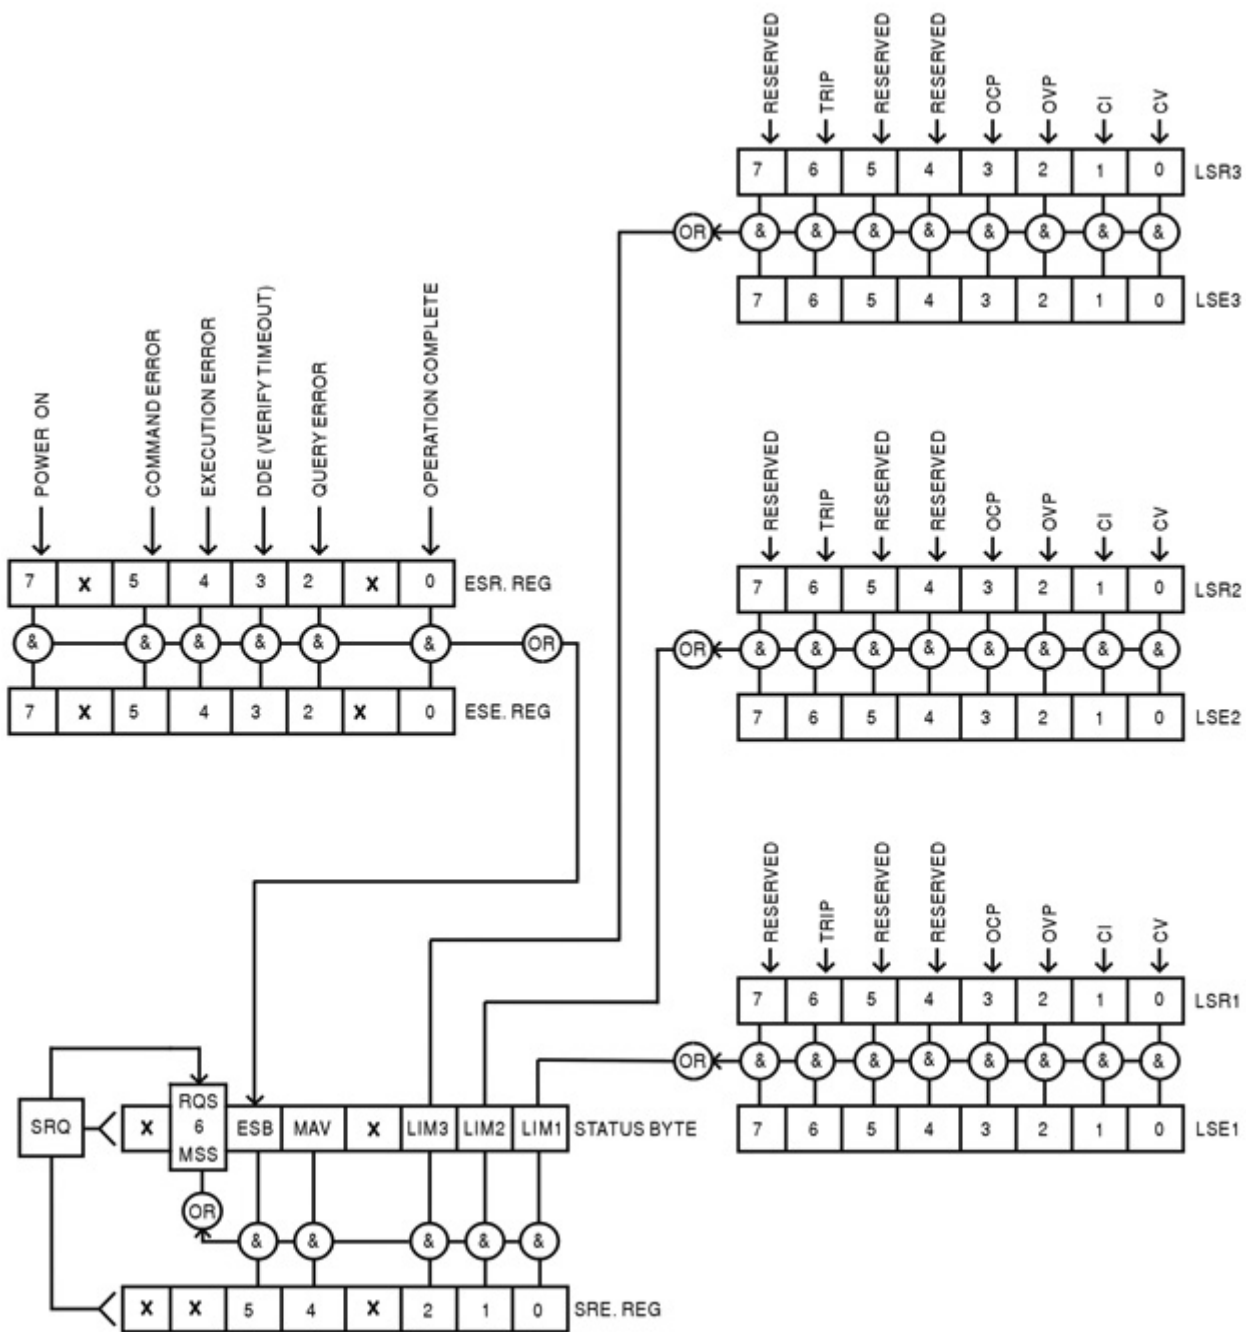 RESERVED TRIP RESERVED RESERVED OCP OVP CI CV
7 6 5 4 3 2 1 0 LSR3
OR & & & & & & & &
7 6 5 4 3 2 1 0 LSE3
POWER ON COMMAND ERROR EXECUTION ERROR DDE (VERIFY TIMEOUT) QUERY ERROR OPERATION COMPLETE
7 X 5 4 3 2 X 0 ESR. REG
& & & & & & OR
7 X 5 4 3 2 X 0 ESE. REG
RESERVED TRIP RESERVED RESERVED OCP OVP CI CV
7 6 5 4 3 2 1 0 LSR2
OR & & & & & & & &
7 6 5 4 3 2 1 0 LSE2
RESERVED TRIP RESERVED RESERVED OCP OVP CI CV
7 6 5 4 3 2 1 0 LSR1
OR & & & & & & & &
7 6 5 4 3 2 1 0 LSE1
SRQ
X RQS 6 MSS ESB MAV X LIM3 LIM2 LIM1 STATUS BYTE
OR & & & & &
X X 5 4 X 2 1 0 SRE. REG